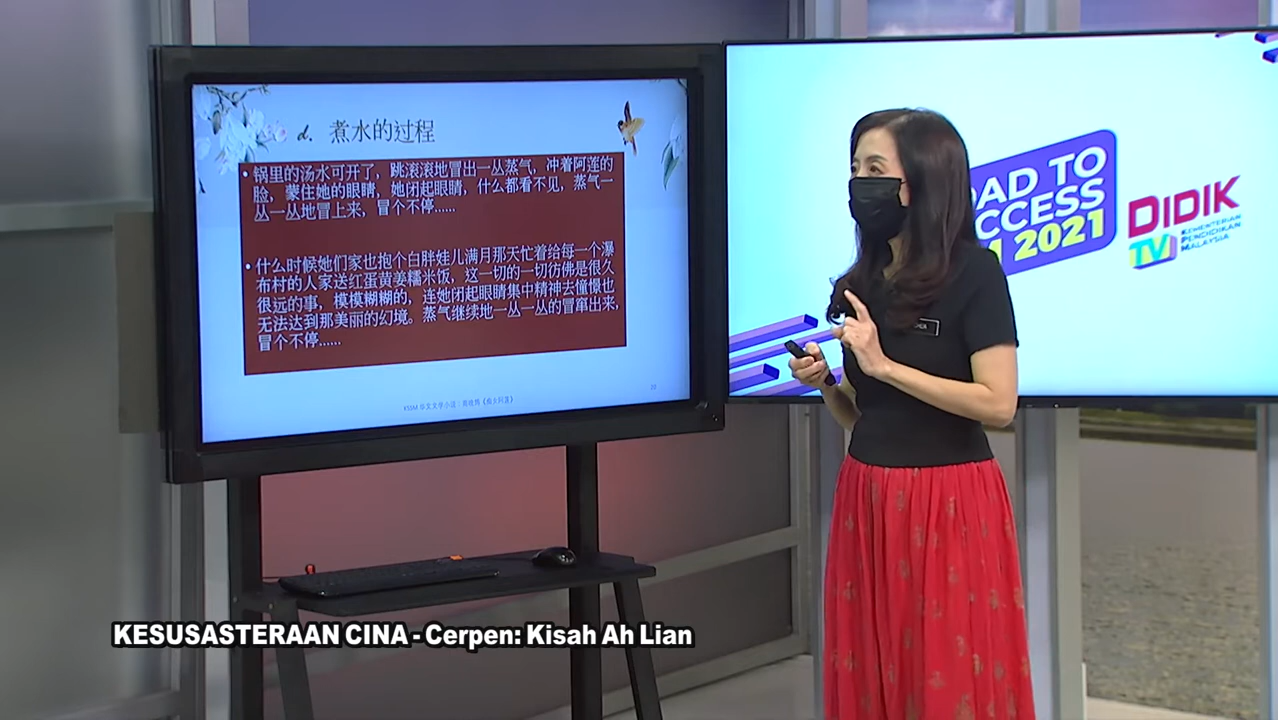 d. 煮水的过程
• 锅里的汤水可开了，跳滚滚地冒出一丛蒸气，冲着阿莲的
脸，蒙住她的眼睛，她闭起眼睛，什么都看不见，蒸气一
丛一丛地冒上来，冒个不停……
• 什么时候她们家也抱个白胖娃儿满月那天忙着给每一个瀑
布村的人家送红蛋黄姜糯米饭，这一切的一切仿佛是很久
很远的事，模模糊糊的，连她闭起眼睛集中精神去憧憬也
无法达到那美丽的幻境。蒸气继续地一丛一丛的冒窜出来，
冒个不停……
OAD TO
CCESS
M 2021
DIDIK
TV
KEMENTERIAN
PENDIDIKAN
MALAYSIA
KESUSASTERAAN CINA - Cerpen: Kisah Ah Lian